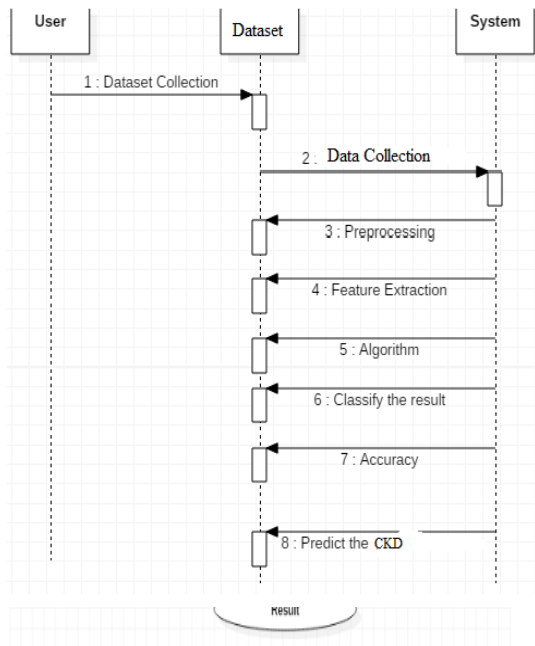 User
Dataset
System
1 : Dataset Collection
2 : Data Collection
3 : Preprocessing
4 : Feature Extraction
5 : Algorithm
6 : Classify the result
7 : Accuracy
8 : Predict the CKD
Result